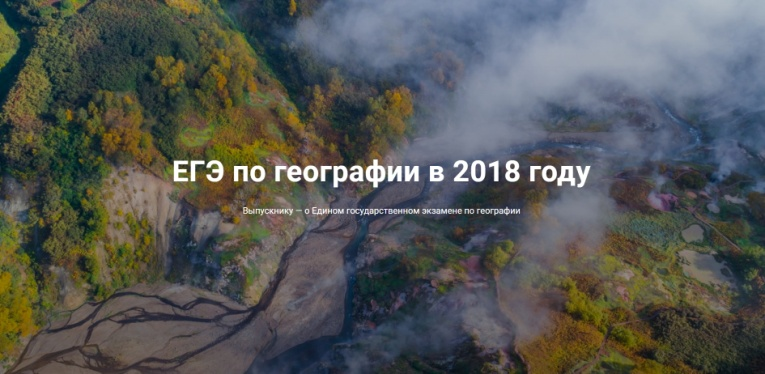 ЕГЭ по географии в 2018 году
Выпускнику — о Едином государственном экзамене по географии